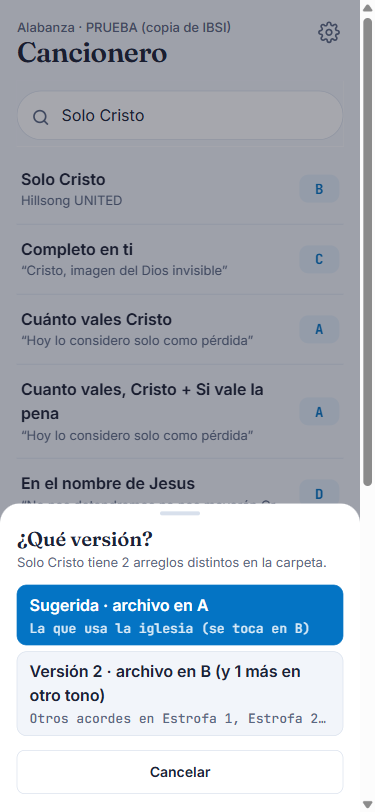 Alabanza · PRUEBA (copia de IBSI)
Cancionero
Solo Cristo
Solo Cristo
B
Hillsong UNITED
Completo en ti
C
“Cristo, imagen del Dios invisible”
Cuánto vales Cristo
A
“Hoy lo considero solo como pérdida”
Cuanto vales, Cristo + Si vale la
pena
A
“Hoy lo considero solo como pérdida”
En el nombre de Jesus
D
¿Qué versión?
Solo Cristo tiene 2 arreglos distintos en la carpeta.
Sugerida · archivo en A
La que usa la iglesia (se toca en B)
Versión 2 · archivo en B (y 1 más en
otro tono)
Otros acordes en Estrofa 1, Estrofa 2…
Cancelar